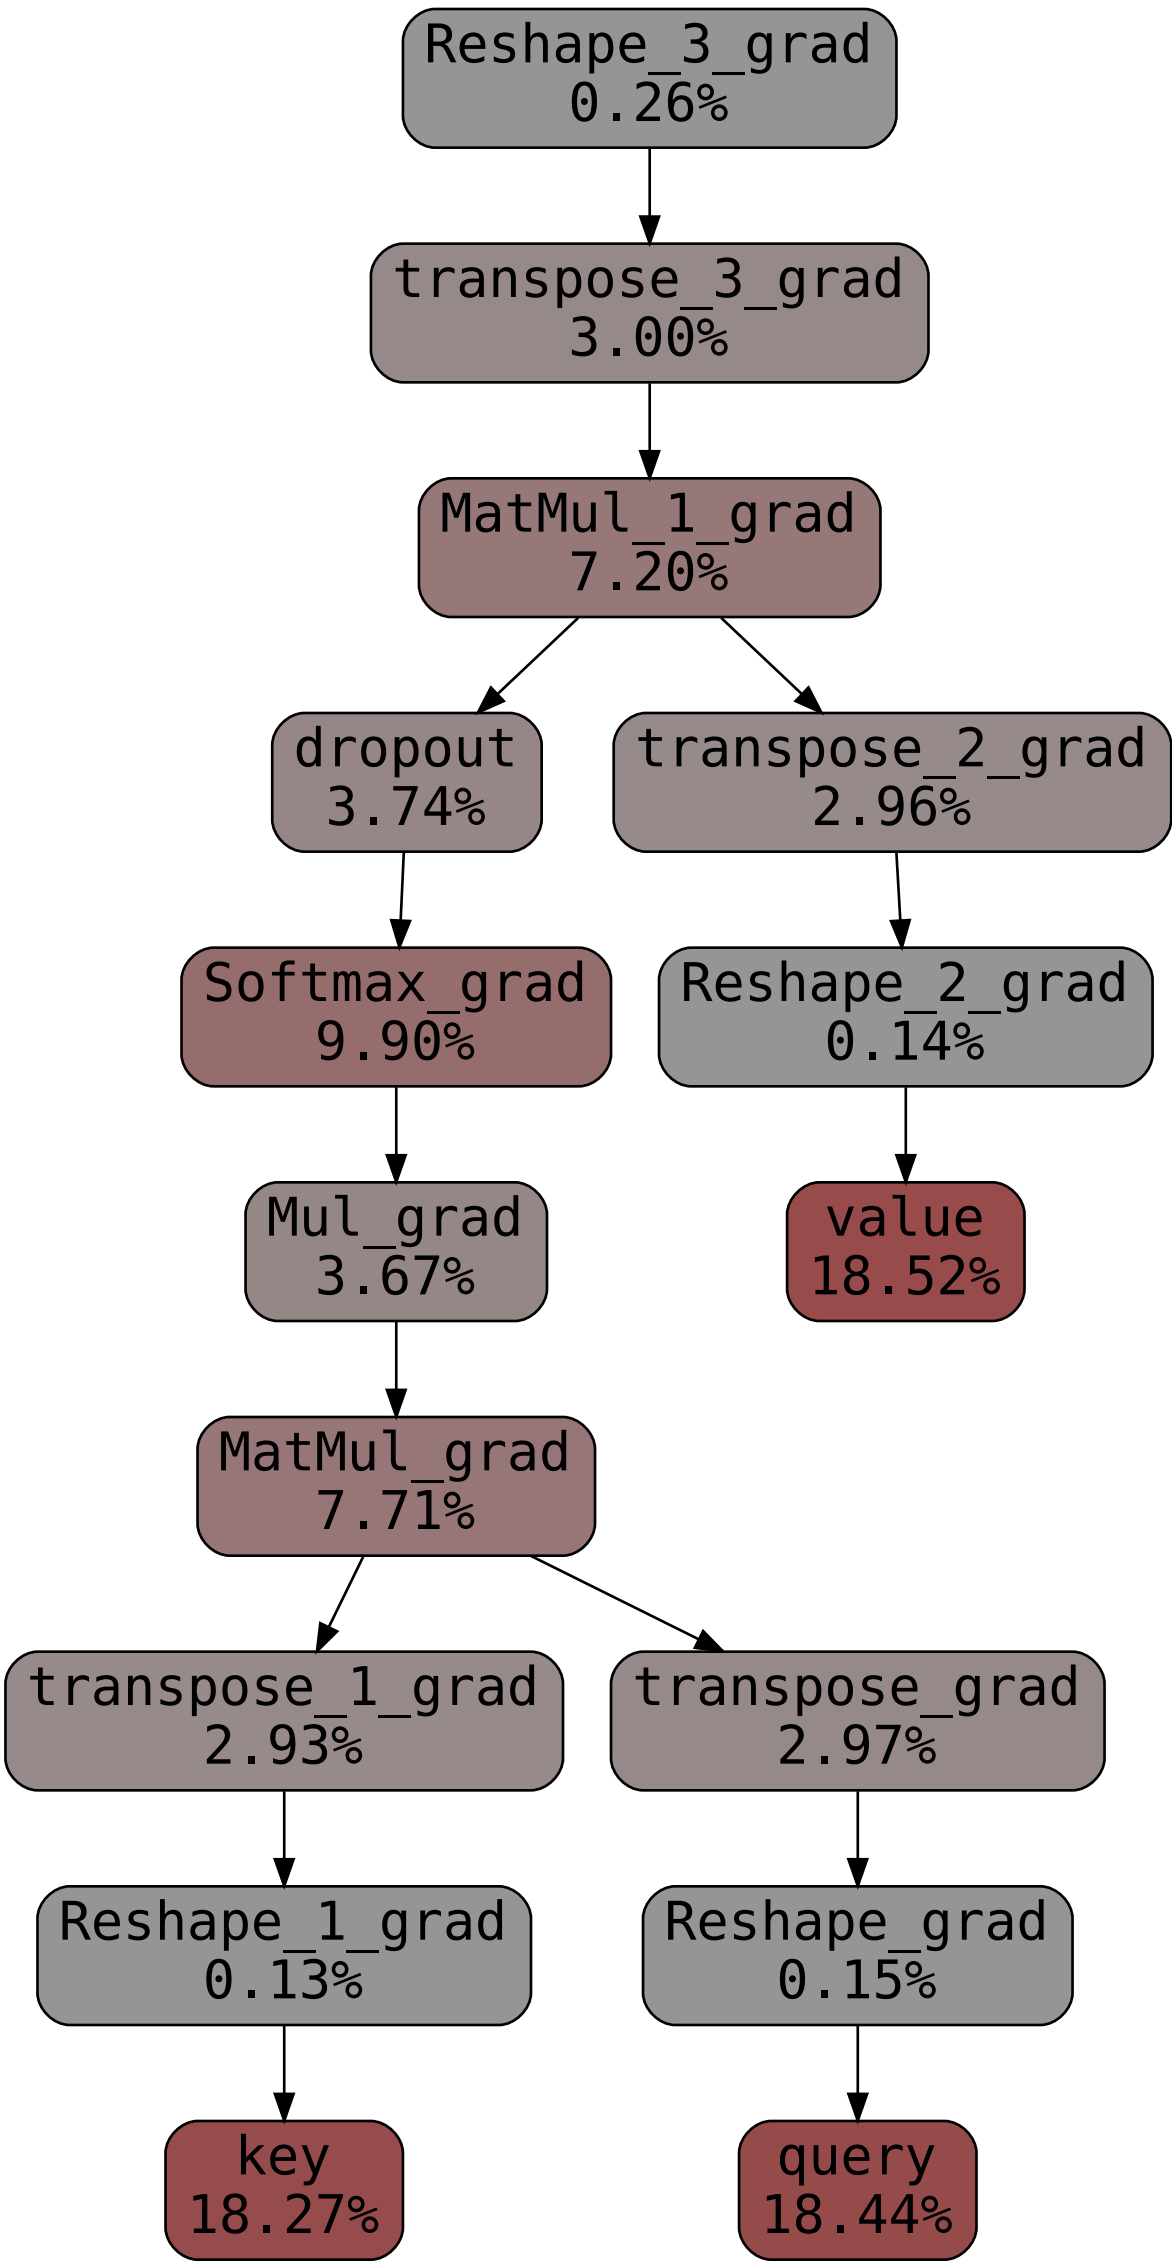 Reshape_3_grad
0.26%
transpose_3_grad
3.00%
MatMul_1_grad
7.20%
dropout
3.74%
transpose_2_grad
2.96%
Softmax_grad
9.90%
Reshape_2_grad
0.14%
Mul_grad
3.67%
value
18.52%
MatMul_grad
7.71%
transpose_1_grad
2.93%
transpose_grad
2.97%
Reshape_1_grad
0.13%
Reshape_grad
0.15%
key
18.27%
query
18.44%